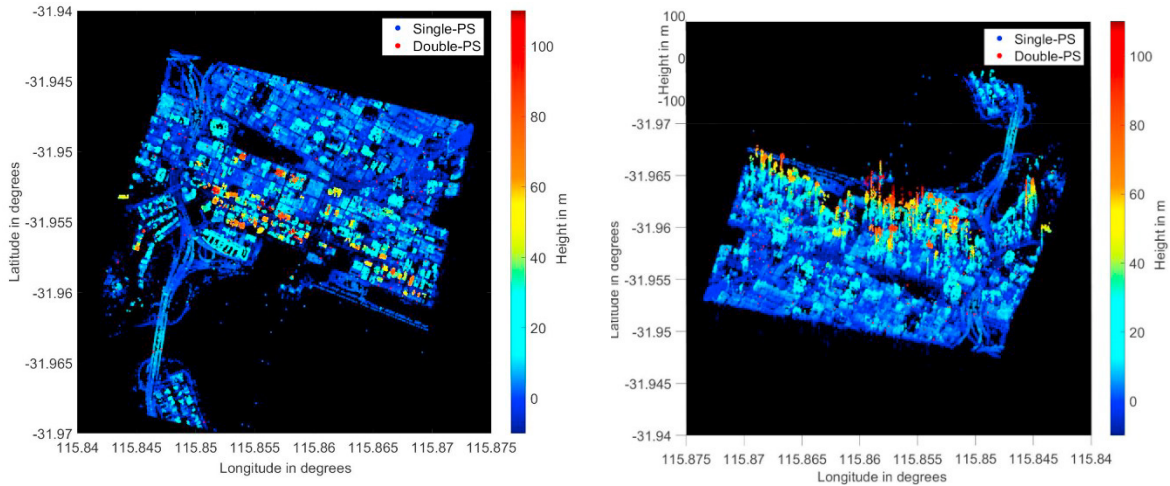 -31.94
-31.945
-31.95
-31.955
-31.96
-31.965
-31.97
Latitude in degrees
115.84 115.845 115.85 115.855 115.86 115.865 115.87 115.875
Longitude in degrees
Single-PS
Double-PS
100
80
60
40
20
0
Height in m
Height in m
100
0
-100
-31.97
-31.965
-31.96
-31.955
-31.95
-31.945
-31.94
Latitude in degrees
115.875 115.87 115.865 115.86 115.855 115.85 115.845 115.84
Longitude in degrees
Single-PS
Double-PS
100
80
60
40
20
0
Height in m